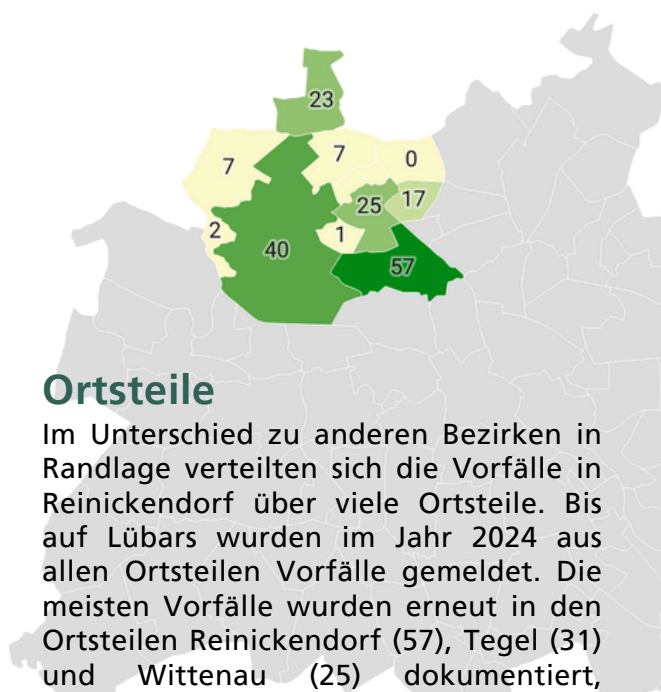 23
7
7
0
17
25
2
1
40
57
Ortsteile
Im Unterschied zu anderen Bezirken in
Randlage verteilten sich die Vorfälle in
Reinickendorf über viele Ortsteile. Bis
auf Lübars wurden im Jahr 2024 aus
allen Ortsteilen Vorfälle gemeldet. Die
meisten Vorfälle wurden erneut in den
Ortsteilen Reinickendorf (57), Tegel (31)
und Wittenau (25) dokumentiert,